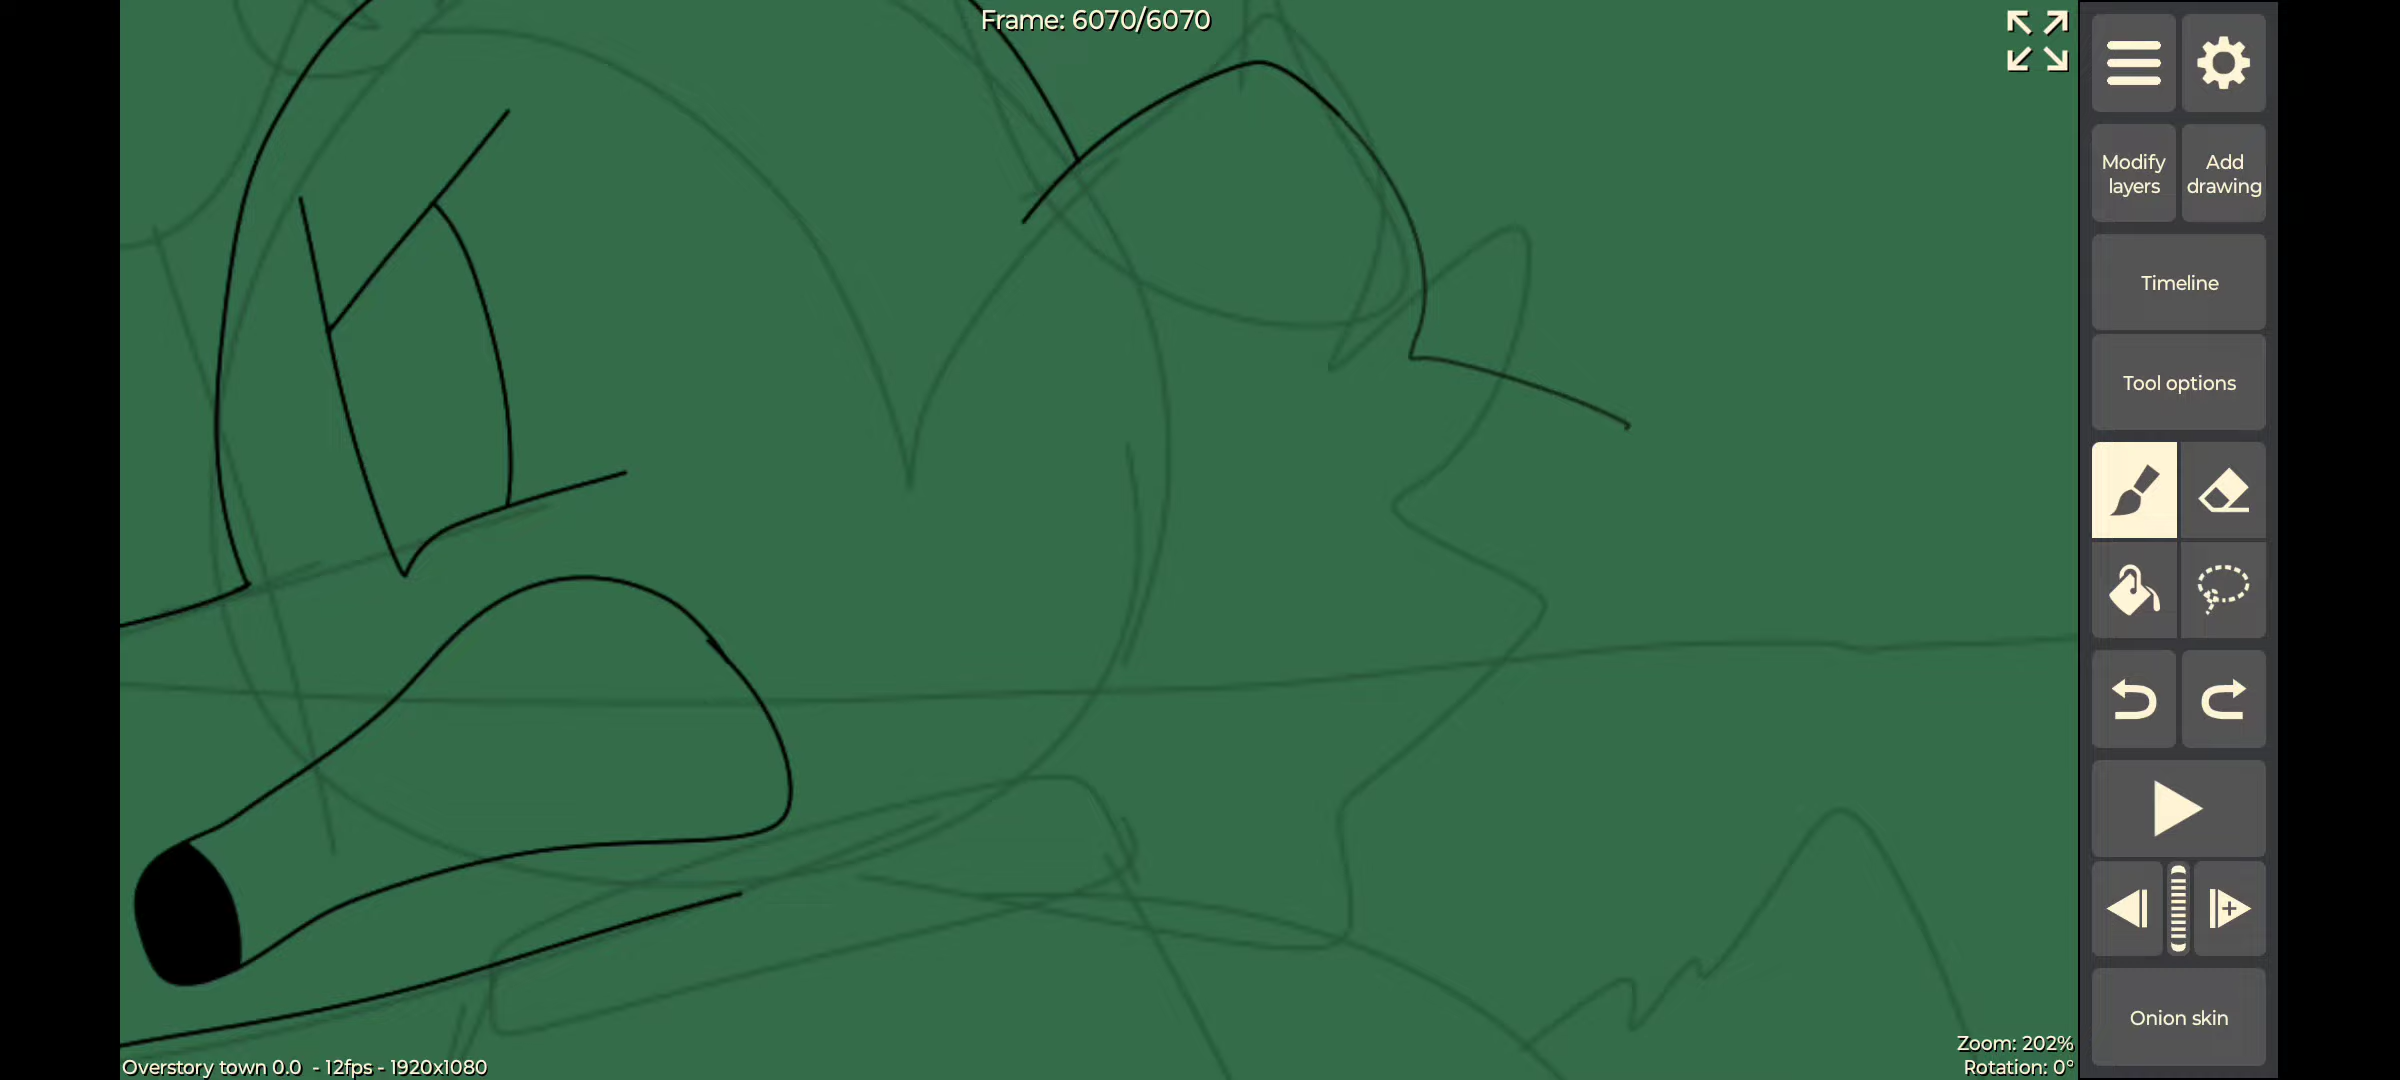 Frame: 6070/6070
Modify
layers
Add
drawing
Timeline
Tool options
Onion skin
Zoom: 202%
Overstory town 0.0 - 12fps - 1920x1080
Rotation: 0°